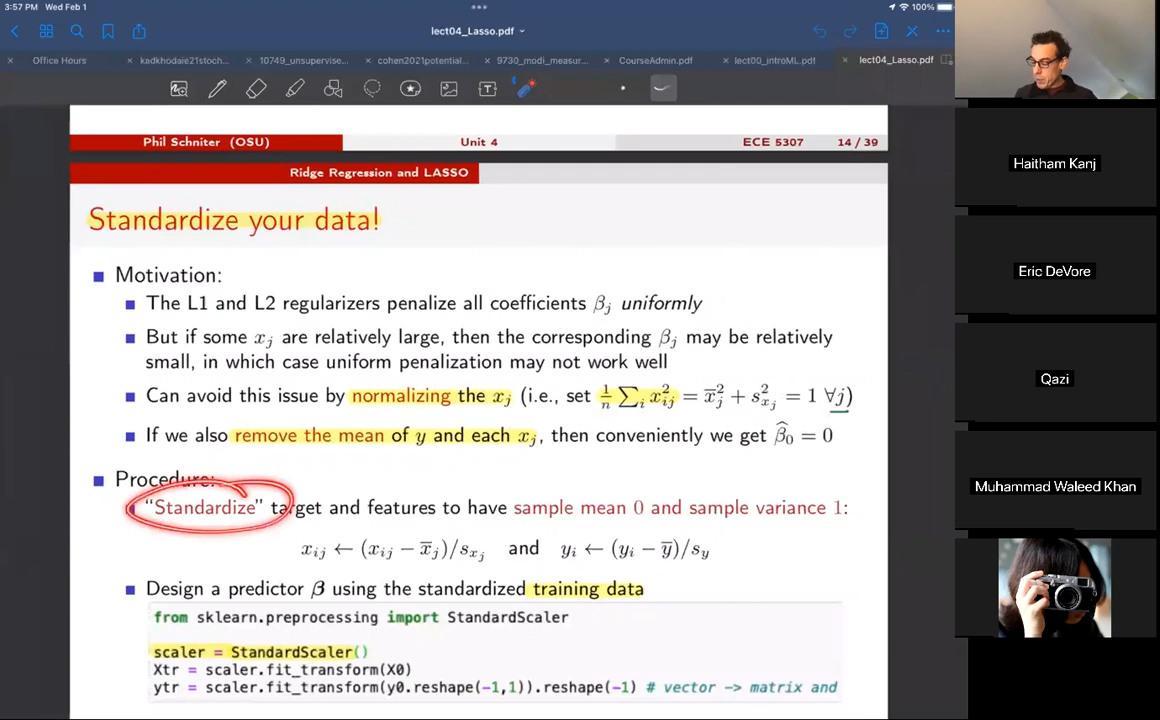 3:57 PM Wed Feb 1
100%
lect04_Lasso.pdf
Office Hours
kadkhodaie21stoch...
10749_unsupervise...
cohen2021potential...
9730_modi_measur...
CourseAdmin.pdf
lect00_introML.pdf
lect04_Lasso.pdf
Phil Schniter (OSU) Unit 4 ECE 5307 14 / 39
Ridge Regression and LASSO
Standardize your data!
Motivation:
The L1 and L2 regularizers penalize all coefficients βⱼ uniformly
But if some xⱼ are relatively large, then the corresponding βⱼ may be relatively
small, in which case uniform penalization may not work well
Can avoid this issue by normalizing the xⱼ (i.e., set 1/n ∑ᵢ x²ᵢⱼ = x̄²ⱼ + s²ₓⱼ = 1 ∀j)
If we also remove the mean of y and each xⱼ, then conveniently we get β̂₀ = 0
Procedure:
"Standardize" target and features to have sample mean 0 and sample variance 1:
xᵢⱼ ← (xᵢⱼ − x̄ⱼ)/sₓⱼ and yᵢ ← (yᵢ − ȳ)/s_y
Design a predictor β using the standardized training data
from sklearn.preprocessing import StandardScaler
scaler = StandardScaler()
Xtr = scaler.fit_transform(X0)
ytr = scaler.fit_transform(y0.reshape(-1,1)).reshape(-1) # vector -> matrix and
Haitham Kanj
Eric DeVore
Qazi
Muhammad Waleed Khan